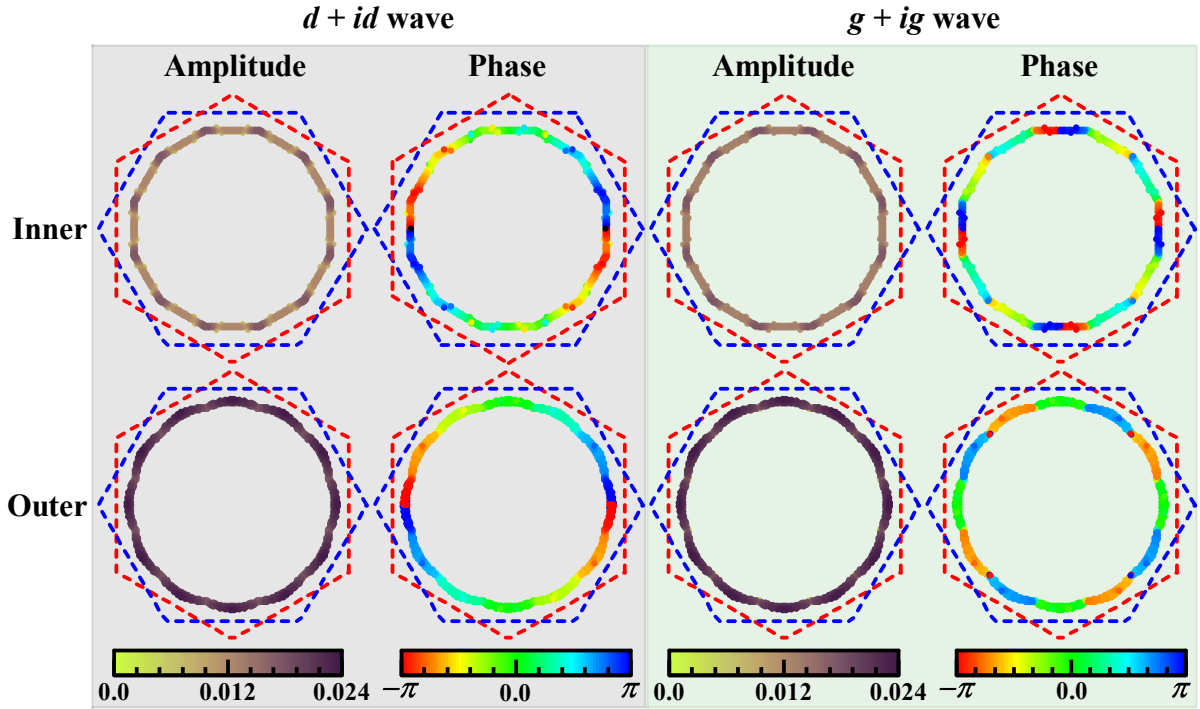 d + id wave g + ig wave
Amplitude Phase Amplitude Phase
Inner
Outer
0.0 0.012 0.024 −π 0.0 π 0.0 0.012 0.024 −π 0.0 π